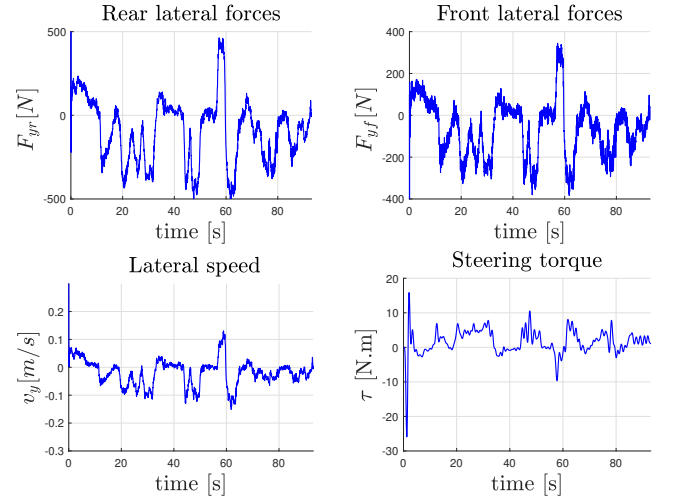 Rear lateral forces
500
0
-500
F_yr [N]
0 20 40 60 80
time [s]
Front lateral forces
400
200
0
-200
-400
F_yf [N]
0 20 40 60 80
time [s]
Lateral speed
0.2
0.1
0
-0.1
-0.2
-0.3
v_y [m/s]
0 20 40 60 80
time [s]
Steering torque
20
10
0
-10
-20
-30
τ [N.m]
0 20 40 60 80
time [s]